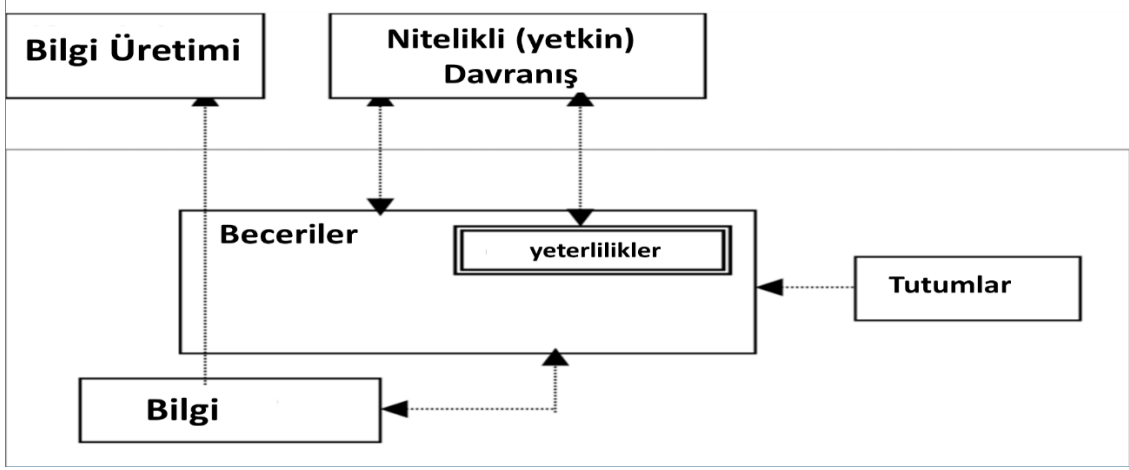 Bilgi Üretimi
Nitelikli (yetkin)
Davranış
Beceriler
yeterlilikler
Tutumlar
Bilgi